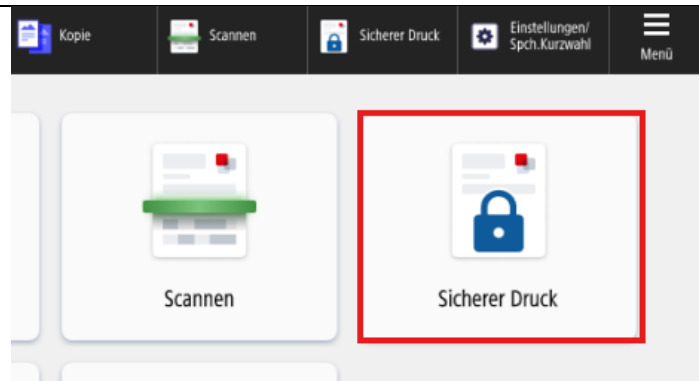 Kopie
Scannen
Sicherer Druck
Einstellungen/
Spch.Kurzwahl
Menü
Scannen
Sicherer Druck